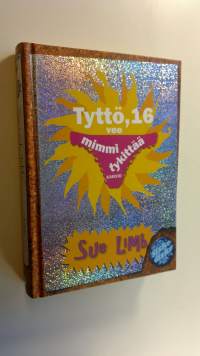 Tyttö, 16
vee
mimmi
tykittää
Sue Limb